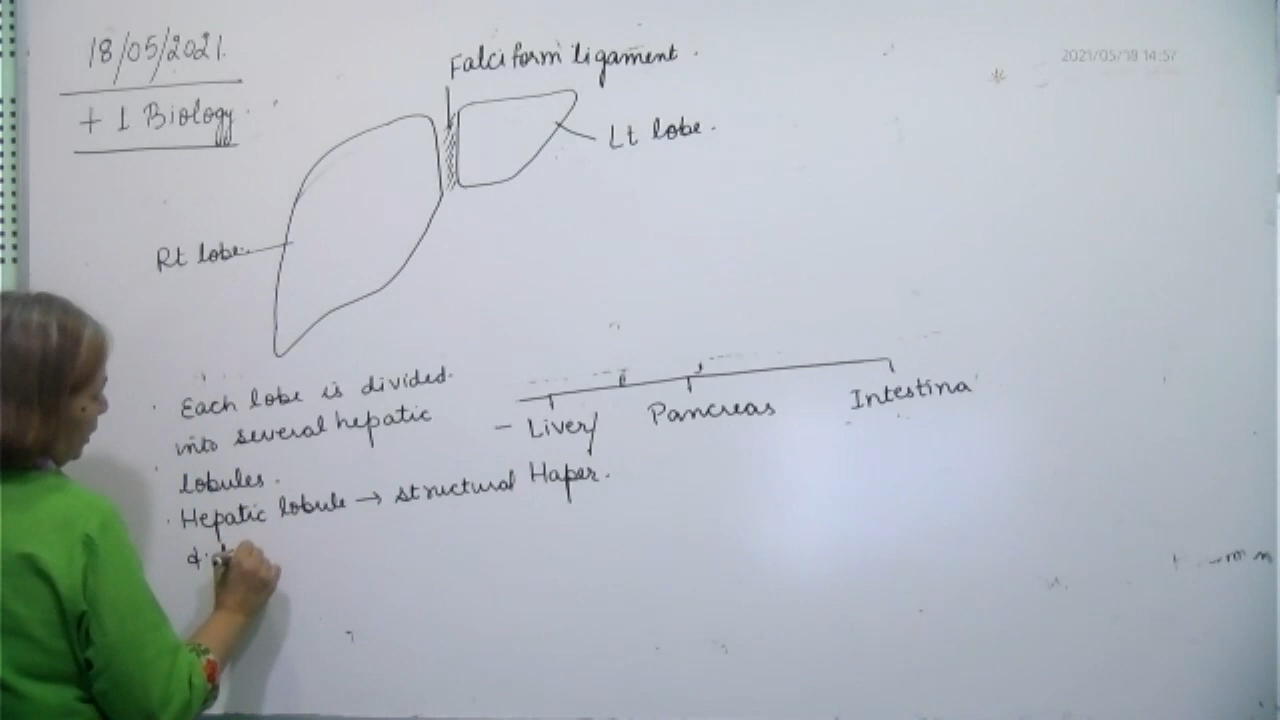 18/05/2021.
+ 1 Biology
2021/05/18 14:57
Falciform ligament.
Lt lobe.
Rt lobe.
Each lobe is divided
into several hepatic
lobules.
Hepatic lobule → structural
&
Liver/
Haper.
Pancreas
Intestina